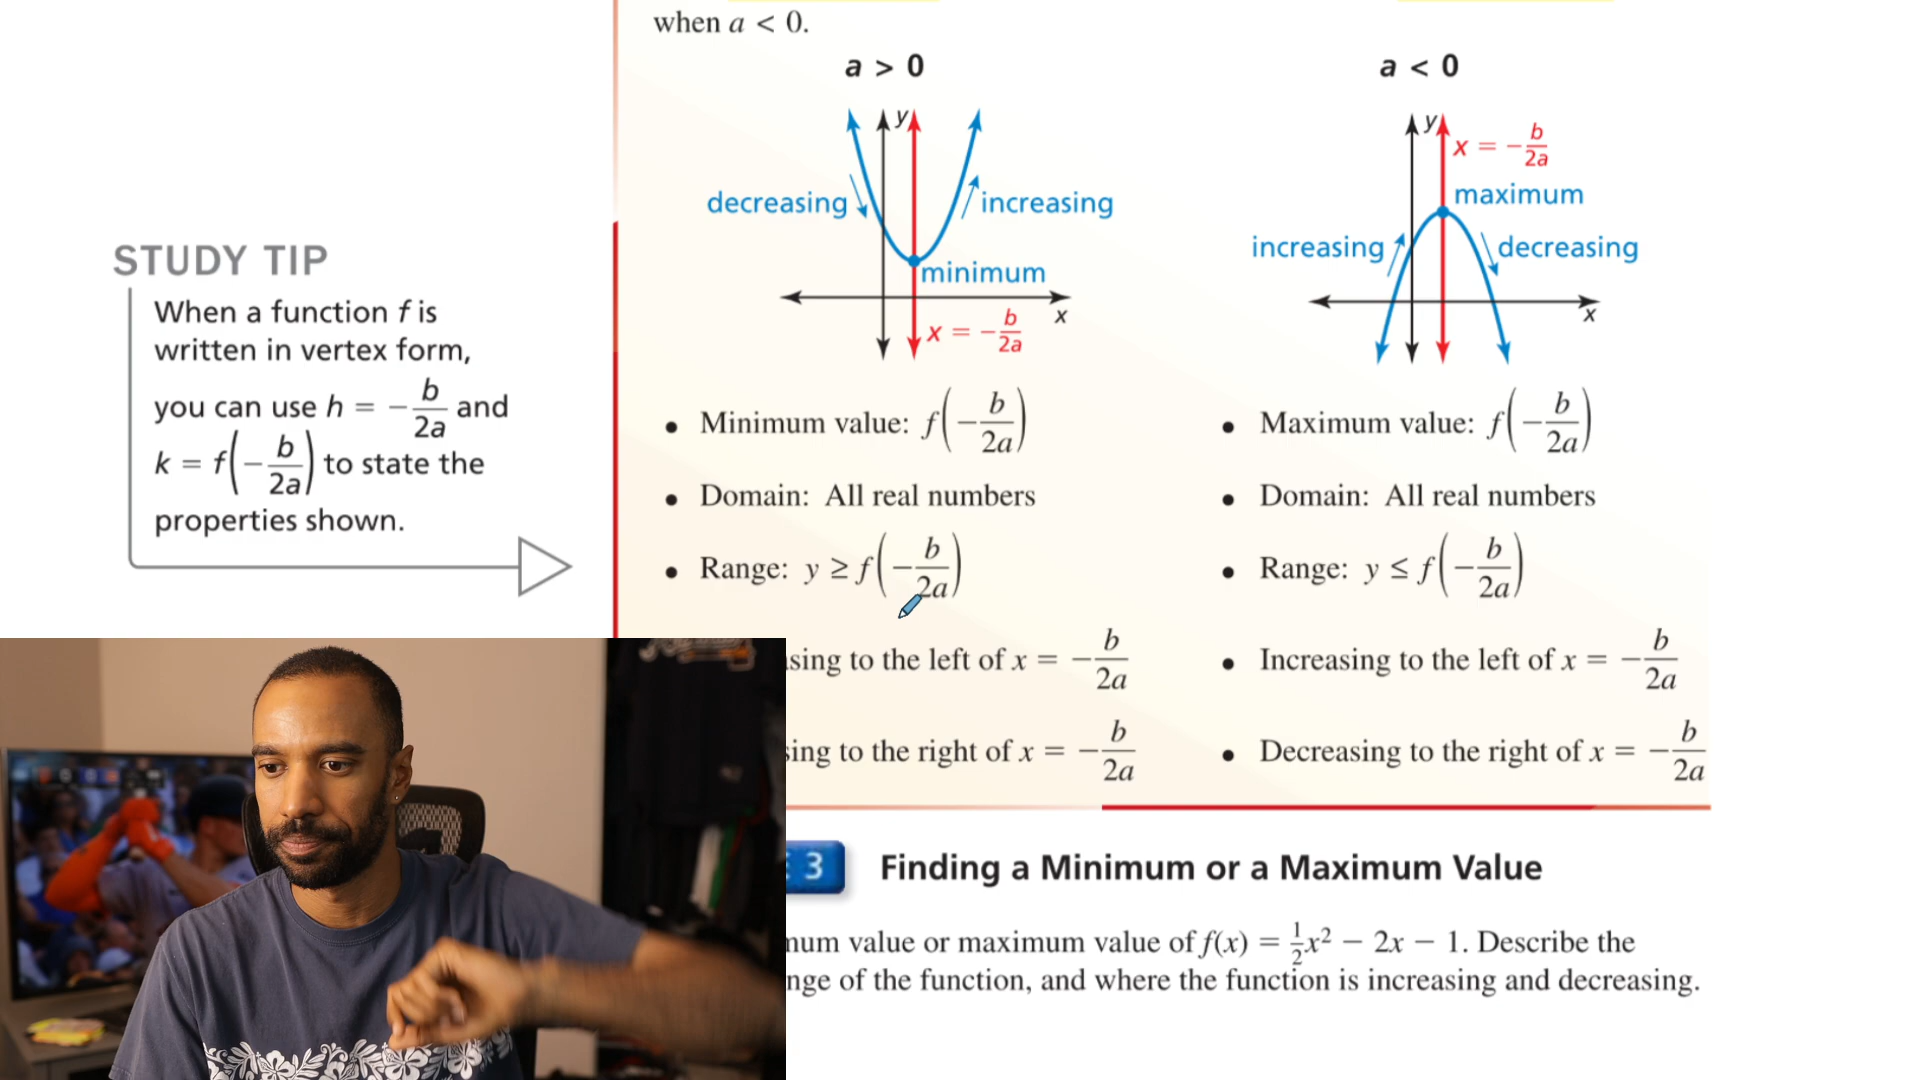 when a < 0.
a > 0
y
decreasing
increasing
minimum
x
x = -b/2a
a < 0
y
x = -b/2a
maximum
increasing
decreasing
x
STUDY TIP
When a function f is
written in vertex form,
you can use h = -b/2a and
k = f(-b/2a) to state the
properties shown.
• Minimum value: f(-b/2a)
• Domain: All real numbers
• Range: y ≥ f(-b/2a)
sing to the left of x = -b/2a
ing to the right of x = -b/2a
• Maximum value: f(-b/2a)
• Domain: All real numbers
• Range: y ≤ f(-b/2a)
• Increasing to the left of x = -b/2a
• Decreasing to the right of x = -b/2a
3 Finding a Minimum or a Maximum Value
num value or maximum value of f(x) = 1/2x² − 2x − 1. Describe the
nge of the function, and where the function is increasing and decreasing.